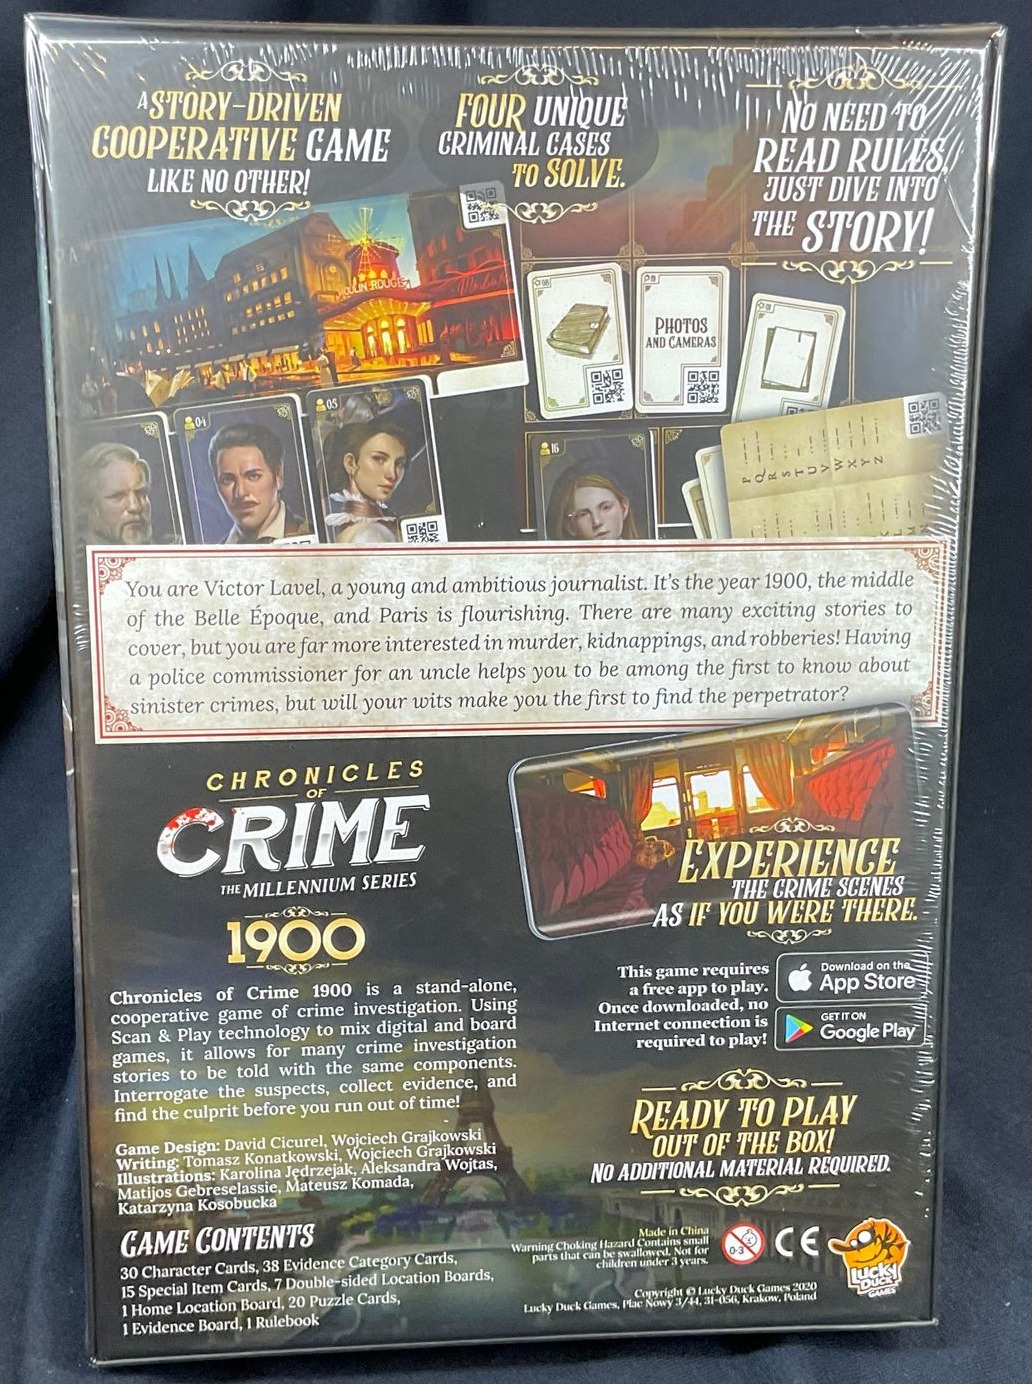 A STORY-DRIVEN
COOPERATIVE GAME
LIKE NO OTHER!
FOUR UNIQUE
CRIMINAL CASES
TO SOLVE.
NO NEED TO
READ RULES,
JUST DIVE INTO
THE STORY!
MOULIN ROUGE
PHOTOS
AND CAMERAS
04
05
16
P
Q
R
S
T
U
V
W
X
Y
Z
You are Victor Lavel, a young and ambitious journalist. It's the year 1900, the middle
of the Belle Époque, and Paris is flourishing. There are many exciting stories to
cover, but you are far more interested in murder, kidnappings, and robberies! Having
a police commissioner for an uncle helps you to be among the first to know about
sinister crimes, but will your wits make you the first to find the perpetrator?
CHRONICLES
OF
CRIME
THE MILLENNIUM SERIES
1900
EXPERIENCE
THE CRIME SCENES
AS IF YOU WERE THERE.
Chronicles of Crime 1900 is a stand-alone,
cooperative game of crime investigation. Using
Scan & Play technology to mix digital and board
games, it allows for many crime investigation
stories to be told with the same components.
Interrogate the suspects, collect evidence, and
find the culprit before you run out of time!
This game requires
a free app to play.
Once downloaded, no
Internet connection is
required to play!
Download on the
App Store
GET IT ON
Google Play
READY TO PLAY
OUT OF THE BOX!
NO ADDITIONAL MATERIAL REQUIRED.
Game Design: David Cicurel, Wojciech Grajkowski
Writing: Tomasz Konatkowski, Wojciech Grajkowski
Illustrations: Karolina Jędrzejak, Aleksandra Wojtas,
Matijos Gebreselassie, Mateusz Komada,
Katarzyna Kosobucka
GAME CONTENTS
30 Character Cards, 38 Evidence Category Cards,
15 Special Item Cards, 7 Double-sided Location Boards,
1 Home Location Board, 20 Puzzle Cards,
1 Evidence Board, 1 Rulebook
Made in China
Warning Choking Hazard Contains small
parts that can be swallowed. Not for
children under 3 years.
0-3
CE
LUCKY
DUCK
GAMES
Copyright © Lucky Duck Games 2020
Lucky Duck Games, Plac Nowy 3/44, 31-056, Krakow, Poland